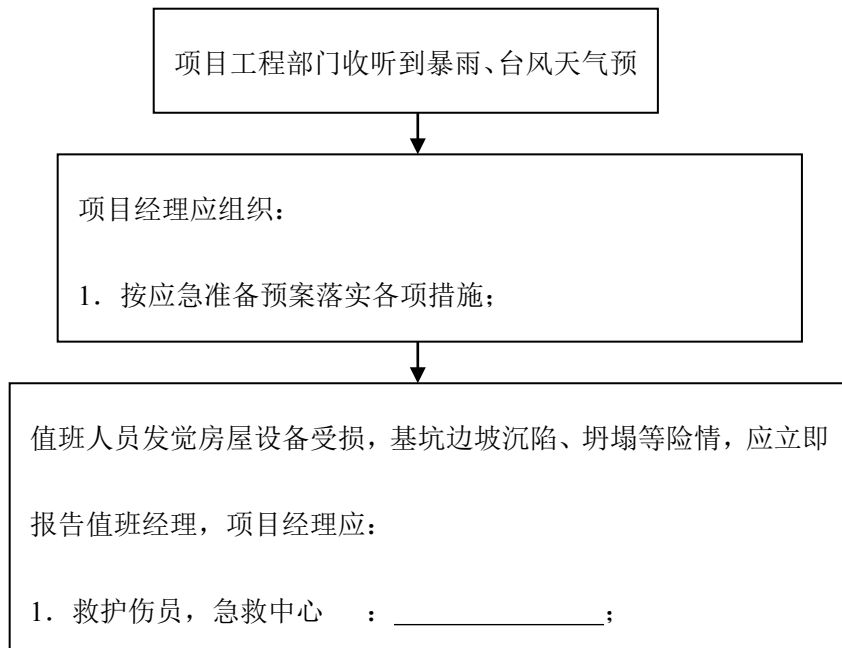 项目工程部门收听到暴雨、台风天气预
项目经理应组织：
1．按应急准备预案落实各项措施；
值班人员发觉房屋设备受损，基坑边坡沉陷、坍塌等险情，应立即
报告值班经理，项目经理应：
1．救护伤员，急救中心　：＿＿＿＿＿＿＿＿；